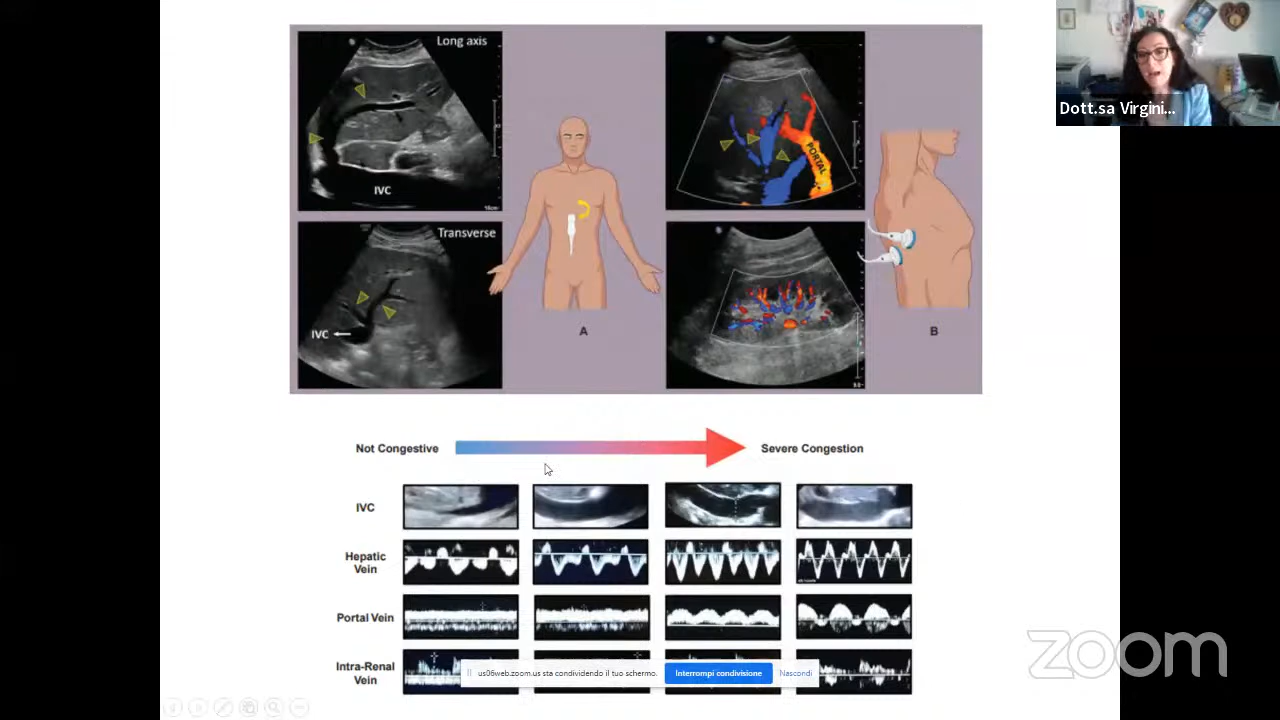 Long axis
IVC
Transverse
IVC
A
PORTAL
B
Dott.sa Virgini...
Not Congestive
Severe Congestion
IVC
Hepatic
Vein
Portal Vein
Intra-Renal
Vein
us06web.zoom.us sta condividendo il tuo schermo.
Interrompi condivisione
Nascondi
zoom